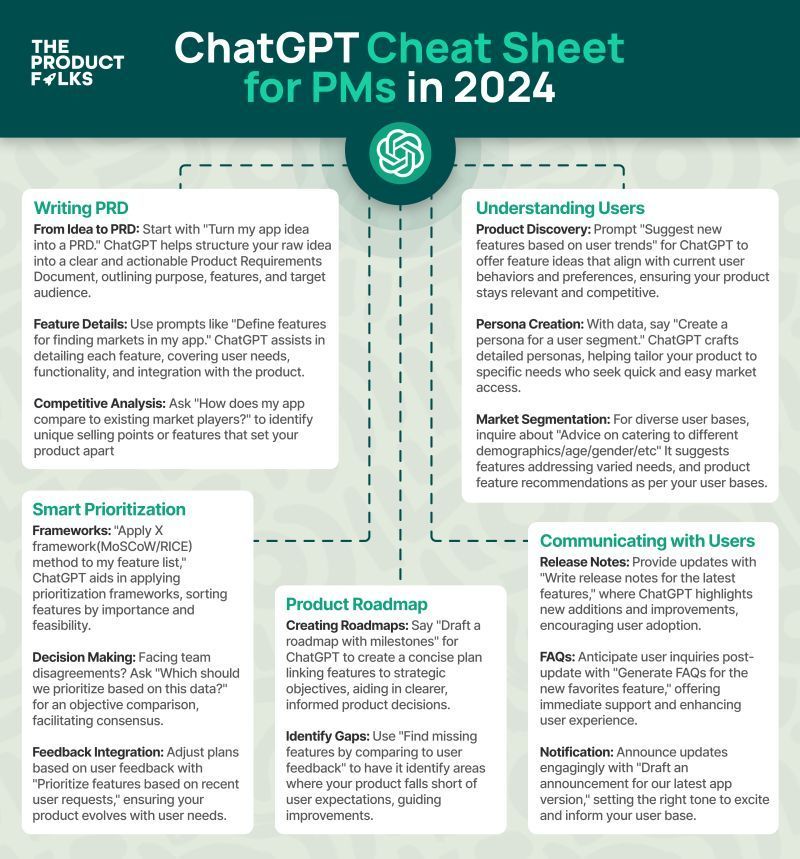 THE
PRODUCT
FOLKS
ChatGPT Cheat Sheet
for PMs in 2024
Writing PRD
From Idea to PRD: Start with "Turn my app idea
into a PRD." ChatGPT helps structure your raw idea
into a clear and actionable Product Requirements
Document, outlining purpose, features, and target
audience.
Feature Details: Use prompts like "Define features
for finding markets in my app." ChatGPT assists in
detailing each feature, covering user needs,
functionality, and integration with the product.
Competitive Analysis: Ask "How does my app
compare to existing market players?" to identify
unique selling points or features that set your
product apart
Understanding Users
Product Discovery: Prompt "Suggest new
features based on user trends" for ChatGPT to
offer feature ideas that align with current user
behaviors and preferences, ensuring your product
stays relevant and competitive.
Persona Creation: With data, say "Create a
persona for a user segment." ChatGPT crafts
detailed personas, helping tailor your product to
specific needs who seek quick and easy market
access.
Market Segmentation: For diverse user bases,
inquire about "Advice on catering to different
demographics/age/gender/etc" It suggests
features addressing varied needs, and product
feature recommendations as per your user bases.
Smart Prioritization
Frameworks: "Apply X
framework(MoSCoW/RICE)
method to my feature list,"
ChatGPT aids in applying
prioritization frameworks, sorting
features by importance and
feasibility.
Decision Making: Facing team
disagreements? Ask "Which should
we prioritize based on this data?"
for an objective comparison,
facilitating consensus.
Feedback Integration: Adjust plans
based on user feedback with
"Prioritize features based on recent
user requests," ensuring your
product evolves with user needs.
Product Roadmap
Creating Roadmaps: Say "Draft a
roadmap with milestones" for
ChatGPT to create a concise plan
linking features to strategic
objectives, aiding in clearer,
informed product decisions.
Identify Gaps: Use "Find missing
features by comparing to user
feedback" to have it identify areas
where your product falls short of
user expectations, guiding
improvements.
Communicating with Users
Release Notes: Provide updates with
"Write release notes for the latest
features," where ChatGPT highlights
new additions and improvements,
encouraging user adoption.
FAQs: Anticipate user inquiries post-
update with "Generate FAQs for the
new favorites feature," offering
immediate support and enhancing
user experience.
Notification: Announce updates
engagingly with "Draft an
announcement for our latest app
version," setting the right tone to excite
and inform your user base.